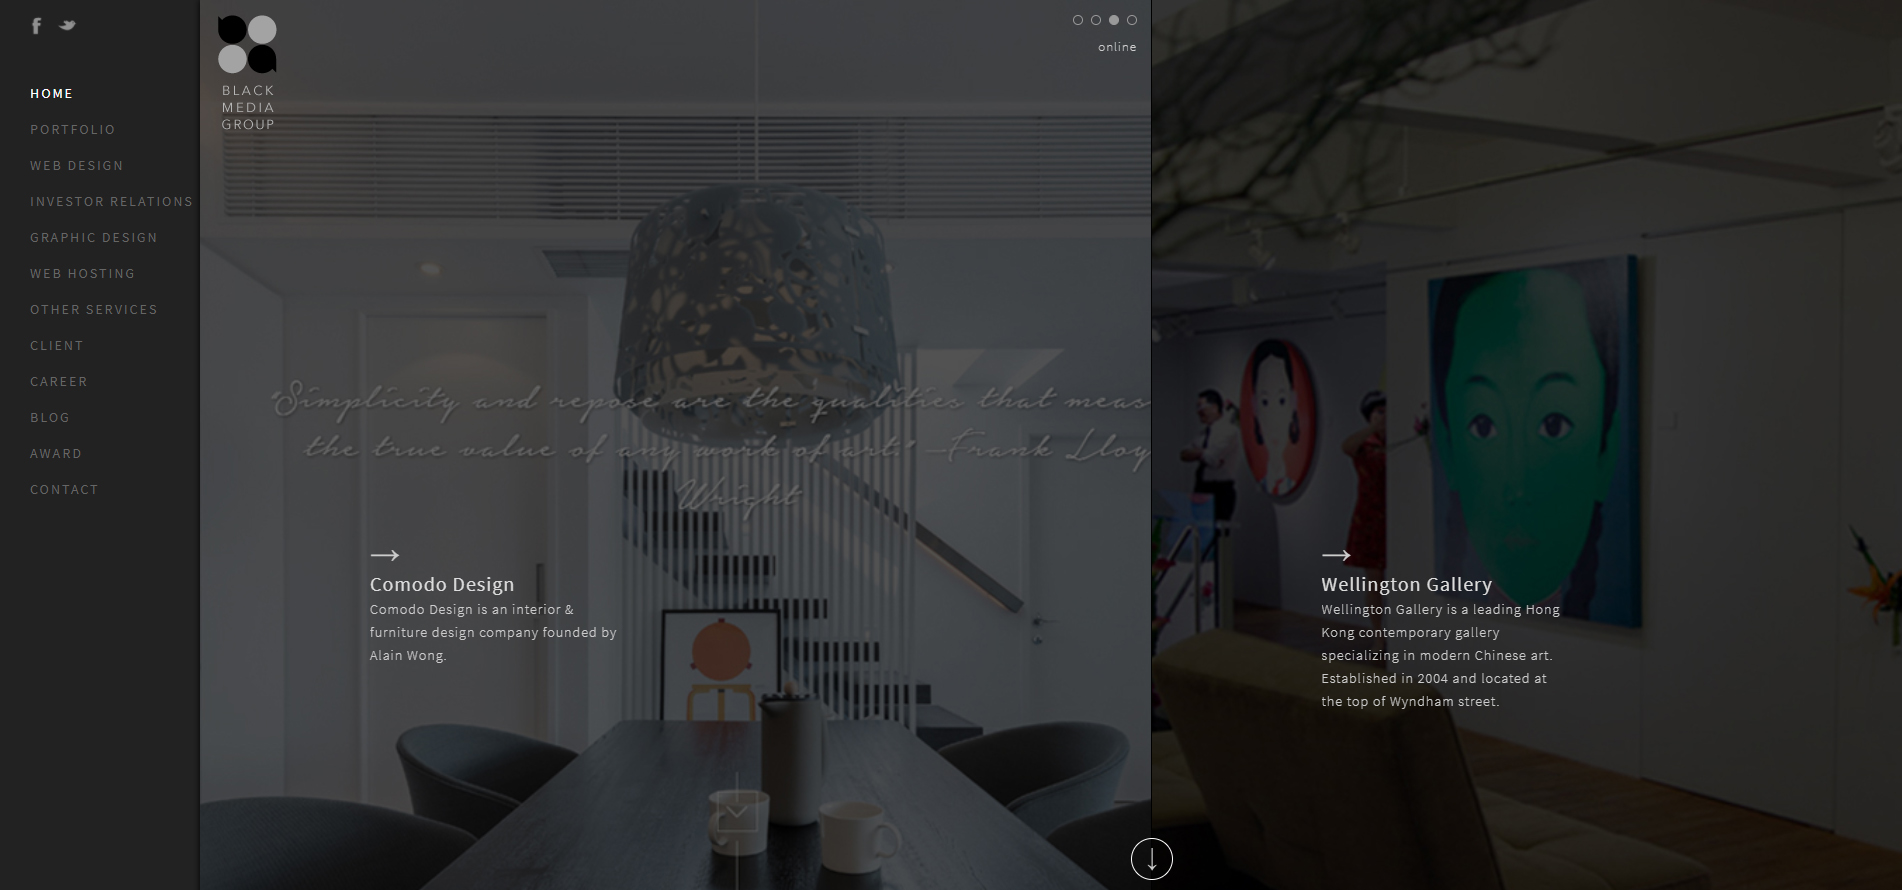 HOME
PORTFOLIO
WEB DESIGN
INVESTOR RELATIONS
GRAPHIC DESIGN
WEB HOSTING
OTHER SERVICES
CLIENT
CAREER
BLOG
AWARD
CONTACT
BLACK
MEDIA
GROUP
online
"Simplicity and repose are the qualities that meas
the true value of any work of art." —Frank Lloy
Wright
Comodo Design
Comodo Design is an interior &
furniture design company founded by
Alain Wong.
Wellington Gallery
Wellington Gallery is a leading Hong
Kong contemporary gallery
specializing in modern Chinese art.
Established in 2004 and located at
the top of Wyndham street.